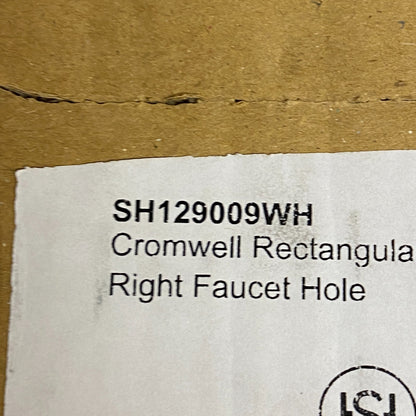 SH129009WH
Cromwell Rectangula
Right Faucet Hole